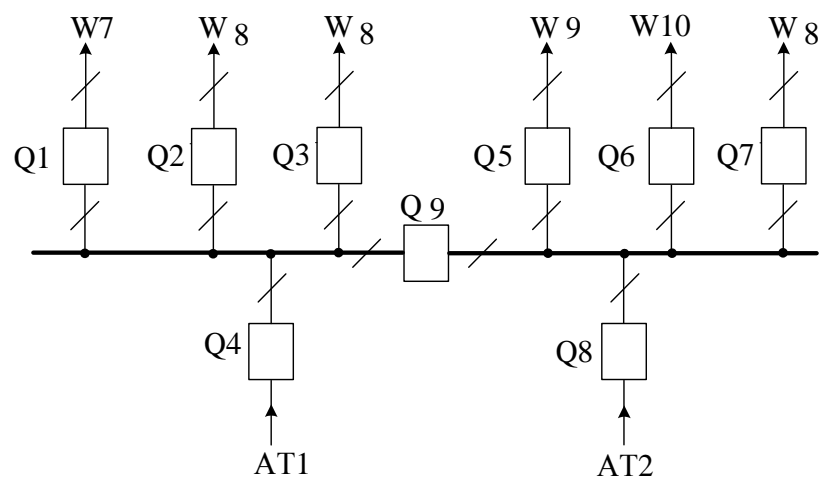 W7 W 8 W 8 W 9 W10 W 8
Q1 Q2 Q3 Q5 Q6 Q7
Q 9
Q4 Q8
AT1 AT2